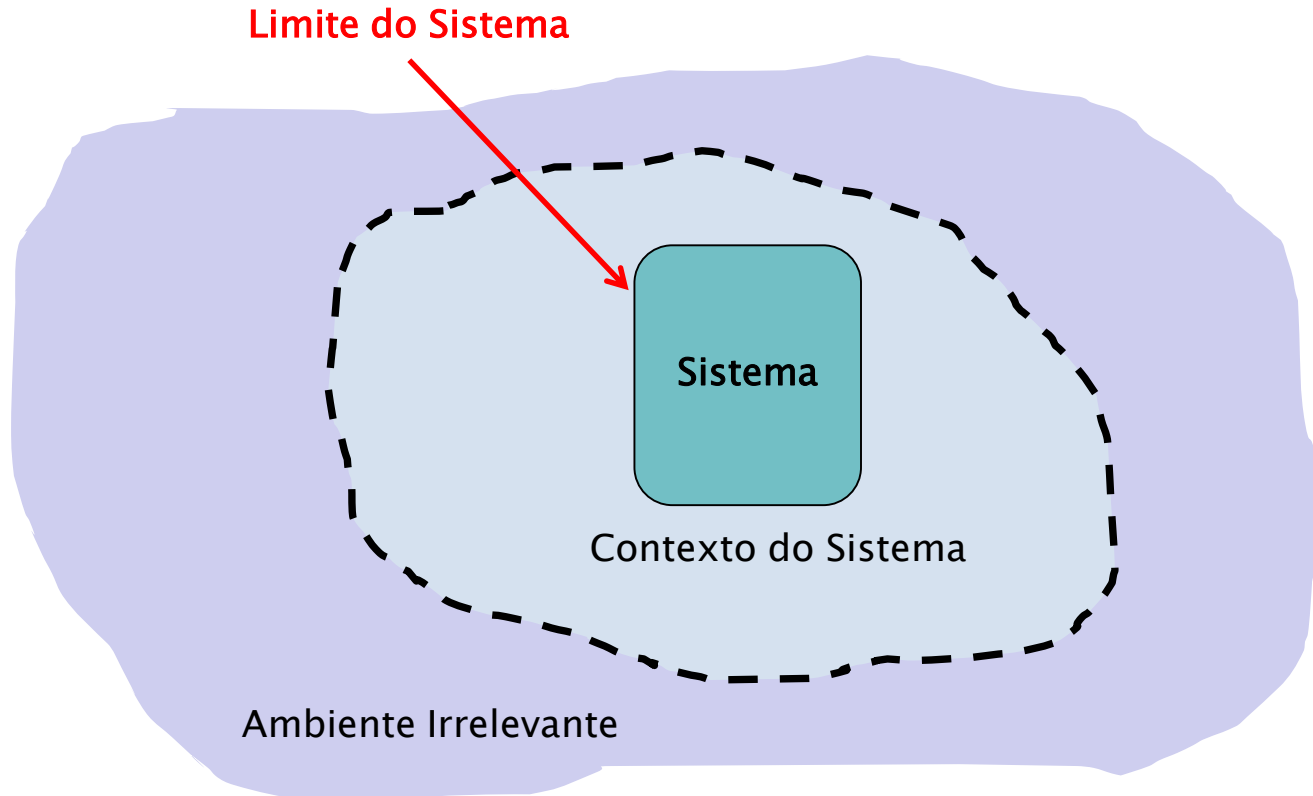 Limite do Sistema
Sistema
Contexto do Sistema
Ambiente Irrelevante